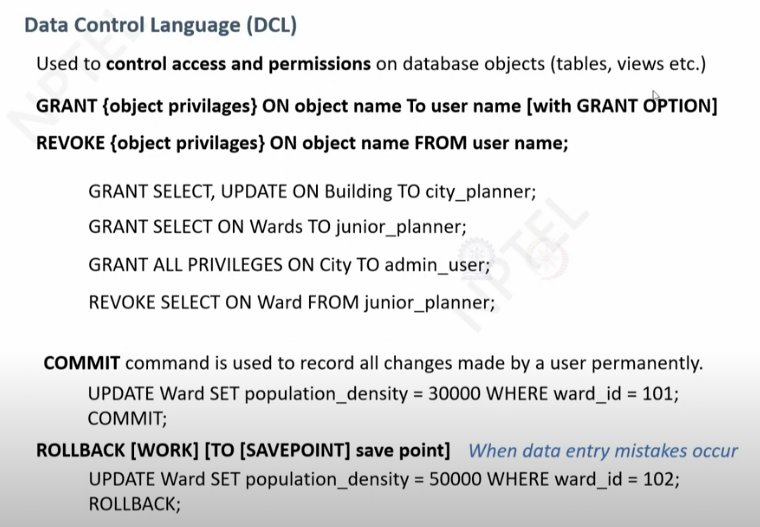 Data Control Language (DCL)
Used to control access and permissions on database objects (tables, views etc.)
GRANT {object privilages} ON object name To user name [with GRANT OPTION]
REVOKE {object privilages} ON object name FROM user name;
GRANT SELECT, UPDATE ON Building TO city_planner;
GRANT SELECT ON Wards TO junior_planner;
GRANT ALL PRIVILEGES ON City TO admin_user;
REVOKE SELECT ON Ward FROM junior_planner;
COMMIT command is used to record all changes made by a user permanently.
UPDATE Ward SET population_density = 30000 WHERE ward_id = 101;
COMMIT;
ROLLBACK [WORK] [TO [SAVEPOINT] save point] When data entry mistakes occur
UPDATE Ward SET population_density = 50000 WHERE ward_id = 102;
ROLLBACK;
NPTEL
NPTEL